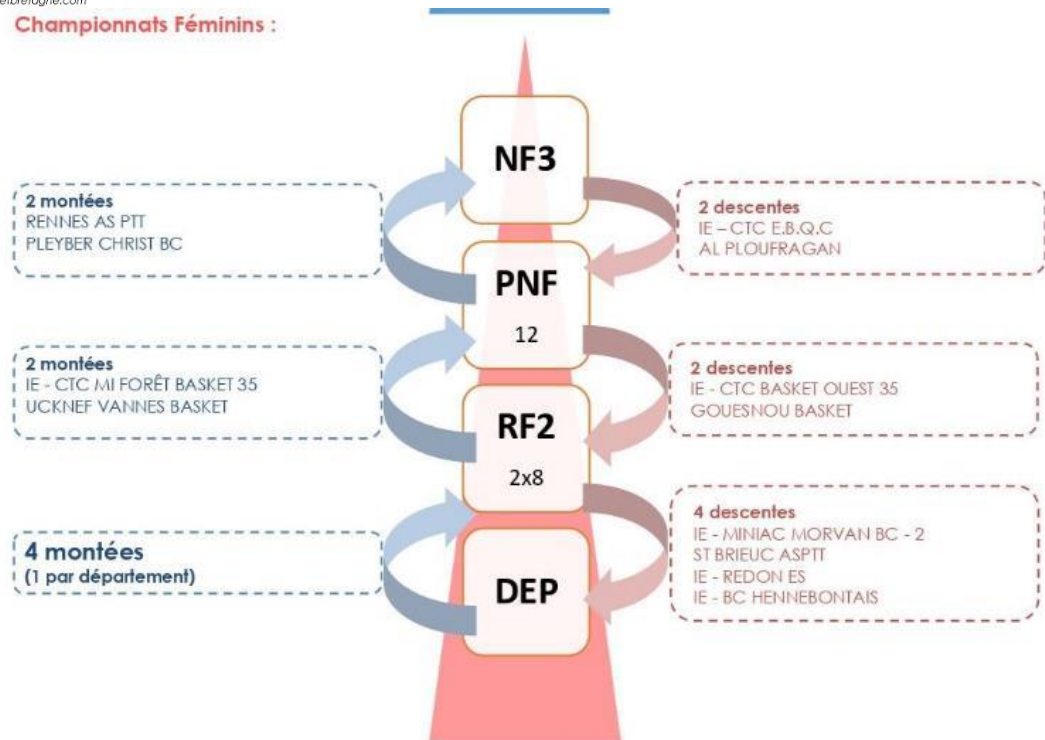 Championnats Féminins :
NF3
2 montées
RENNES AS PTT
PLEYBER CHRIST BC
2 descentes
IE – CTC E.B.Q.C
AL PLOUFRAGAN
PNF
12
2 montées
IE - CTC MI FORÊT BASKET 35
UCKNEF VANNES BASKET
2 descentes
IE - CTC BASKET OUEST 35
GOUESNOU BASKET
RF2
2x8
4 montées
(1 par département)
4 descentes
IE - MINIAC MORVAN BC - 2
ST BRIEUC ASPTT
IE - REDON ES
IE - BC HENNEBONTAIS
DEP